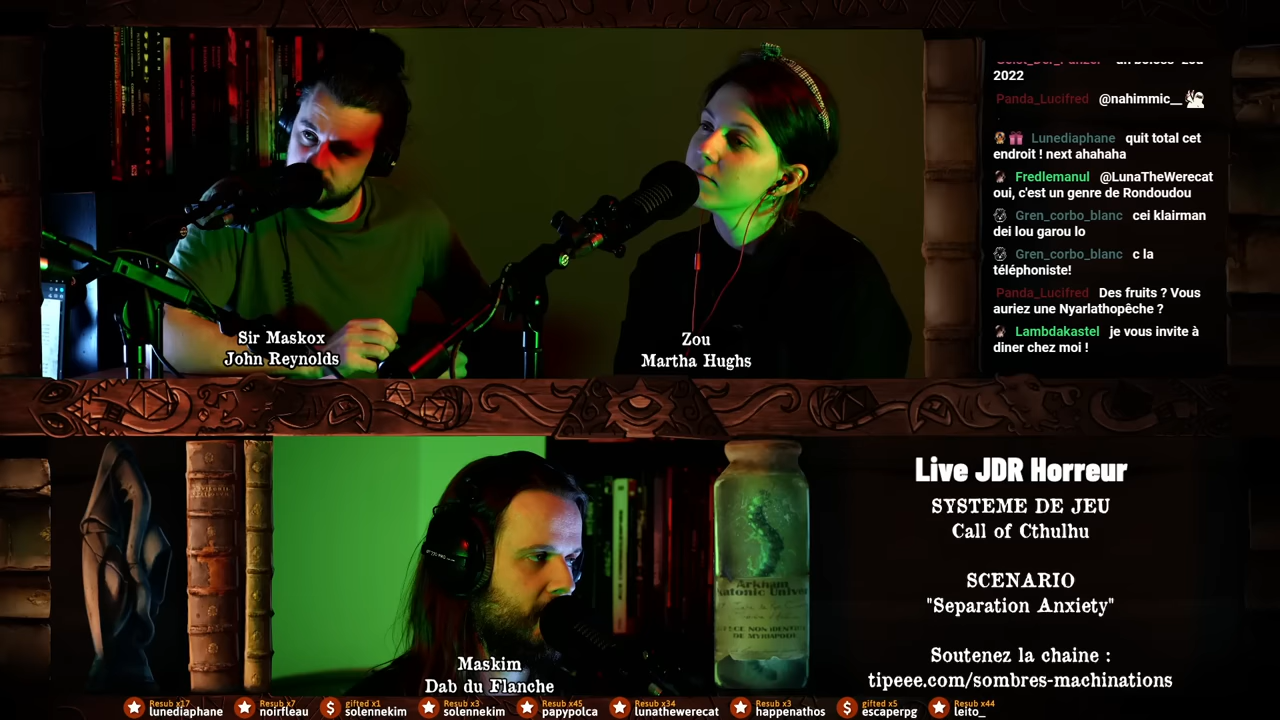 2022
Panda_Lucifred @nahimmic__
Lunediaphane quit total cet
endroit ! next ahahaha
Fredlemanul @LunaTheWerecat
oui, c'est un genre de Rondoudou
Gren_corbo_blanc cei klairman
dei lou garou lo
Gren_corbo_blanc c la
téléphoniste!
Panda_Lucifred Des fruits ? Vous
auriez une Nyarlathopêche ?
Lambdakastel je vous invite à
diner chez moi !
Sir Maskox
John Reynolds
Zou
Martha Hughs
Maskim
Dab du Flanche
Arkham
Live JDR Horreur
SYSTEME DE JEU
Call of Cthulhu
SCENARIO
"Separation Anxiety"
Soutenez la chaine :
tipeee.com/sombres-machinations
Resub x17
lunediaphane
Resub x7
noirfleau
gifted x1
solennekim
Resub x3
solennekim
Resub x45
papypolca
Resub x34
lunathewerecat
Resub x3
happenathos
gifted x5
escaperpg
Resub x44
leito_